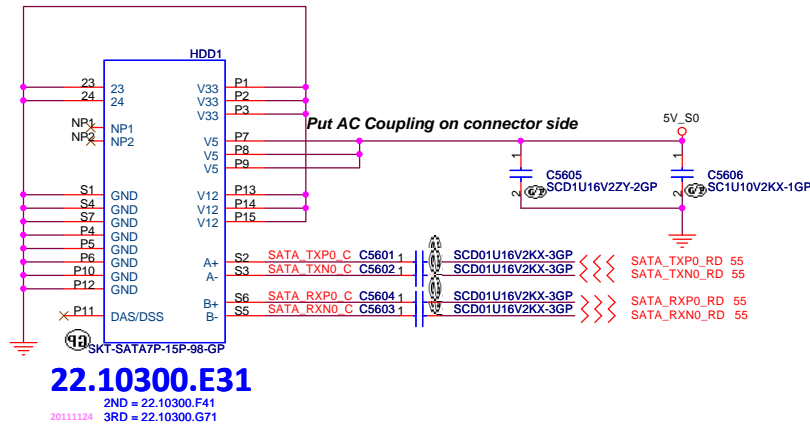 HDD1
23 23 V33 P1
24 24 V33 P2
V33 P3
NP1 NP1
NP2 NP2
Put AC Coupling on connector side
5V_S0
V5 P7
V5 P8
V5 P9
1 C5605
2 SCD1U16V2ZY-2GP
1 C5606
2 SC1U10V2KX-1GP
S1 GND V12 P13
S4 GND V12 P14
S7 GND V12 P15
P4 GND
P5 GND
P6 GND
P10 GND
P12 GND
A+ S2 SATA_TXP0_C C5601 1 SCD01U16V2KX-3GP SATA_TXP0_RD 55
A- S3 SATA_TXN0_C C5602 1 SCD01U16V2KX-3GP SATA_TXN0_RD 55
B+ S6 SATA_RXP0_C C5604 1 SCD01U16V2KX-3GP SATA_RXP0_RD 55
B- S5 SATA_RXN0_C C5603 1 SCD01U16V2KX-3GP SATA_RXN0_RD 55
P11 DAS/DSS
SKT-SATA7P-15P-98-GP
22.10300.E31
2ND = 22.10300.F41
20111124 3RD = 22.10300.G71